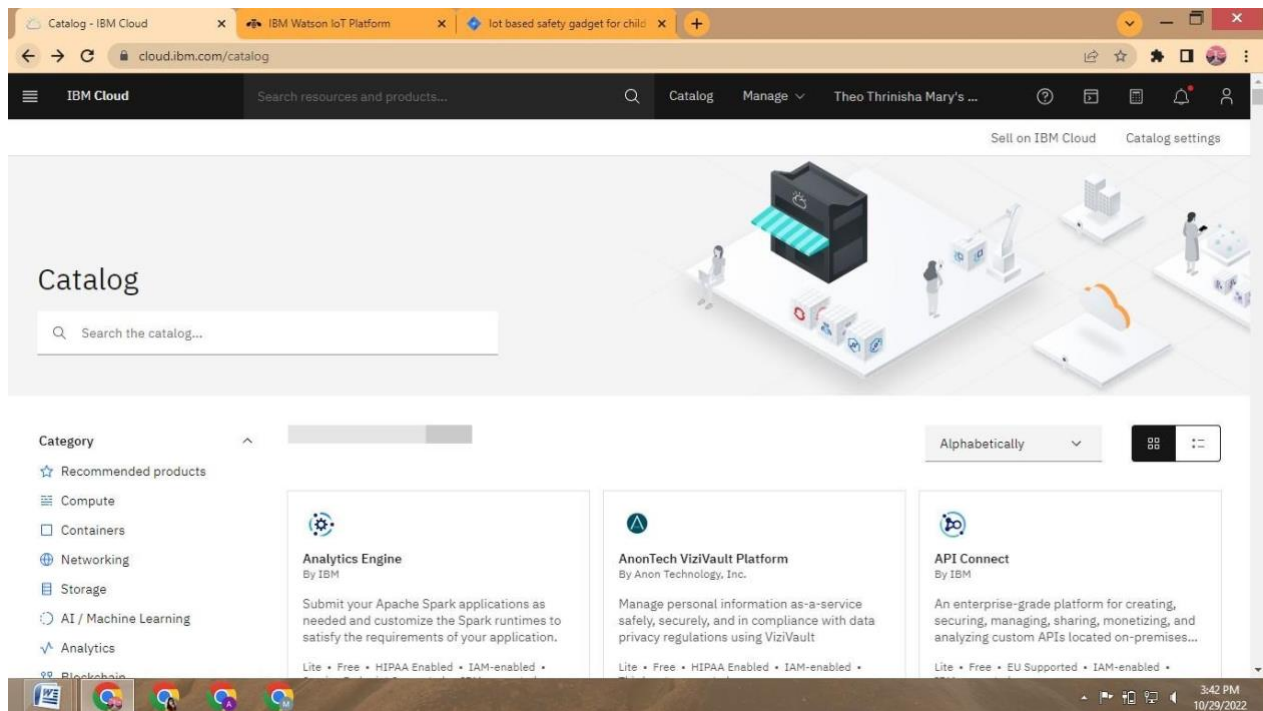 Catalog - IBM Cloud
IBM Watson IoT Platform
Iot based safety gadget for child
cloud.ibm.com/catalog
IBM Cloud
Search resources and products...
Catalog
Manage
Theo Thrinisha Mary's ...
Sell on IBM Cloud
Catalog settings
Catalog
Search the catalog...
Category
Recommended products
Compute
Containers
Networking
Storage
AI / Machine Learning
Analytics
Blockchain
Alphabetically
Analytics Engine
By IBM
Submit your Apache Spark applications as
needed and customize the Spark runtimes to
satisfy the requirements of your application.
Lite • Free • HIPAA Enabled • IAM-enabled •
AnonTech ViziVault Platform
By Anon Technology, Inc.
Manage personal information as-a-service
safely, securely, and in compliance with data
privacy regulations using ViziVault
Lite • Free • HIPAA Enabled • IAM-enabled •
API Connect
By IBM
An enterprise-grade platform for creating,
securing, managing, sharing, monetizing, and
analyzing custom APIs located on-premises...
Lite • Free • EU Supported • IAM-enabled •
3:42 PM
10/29/2022